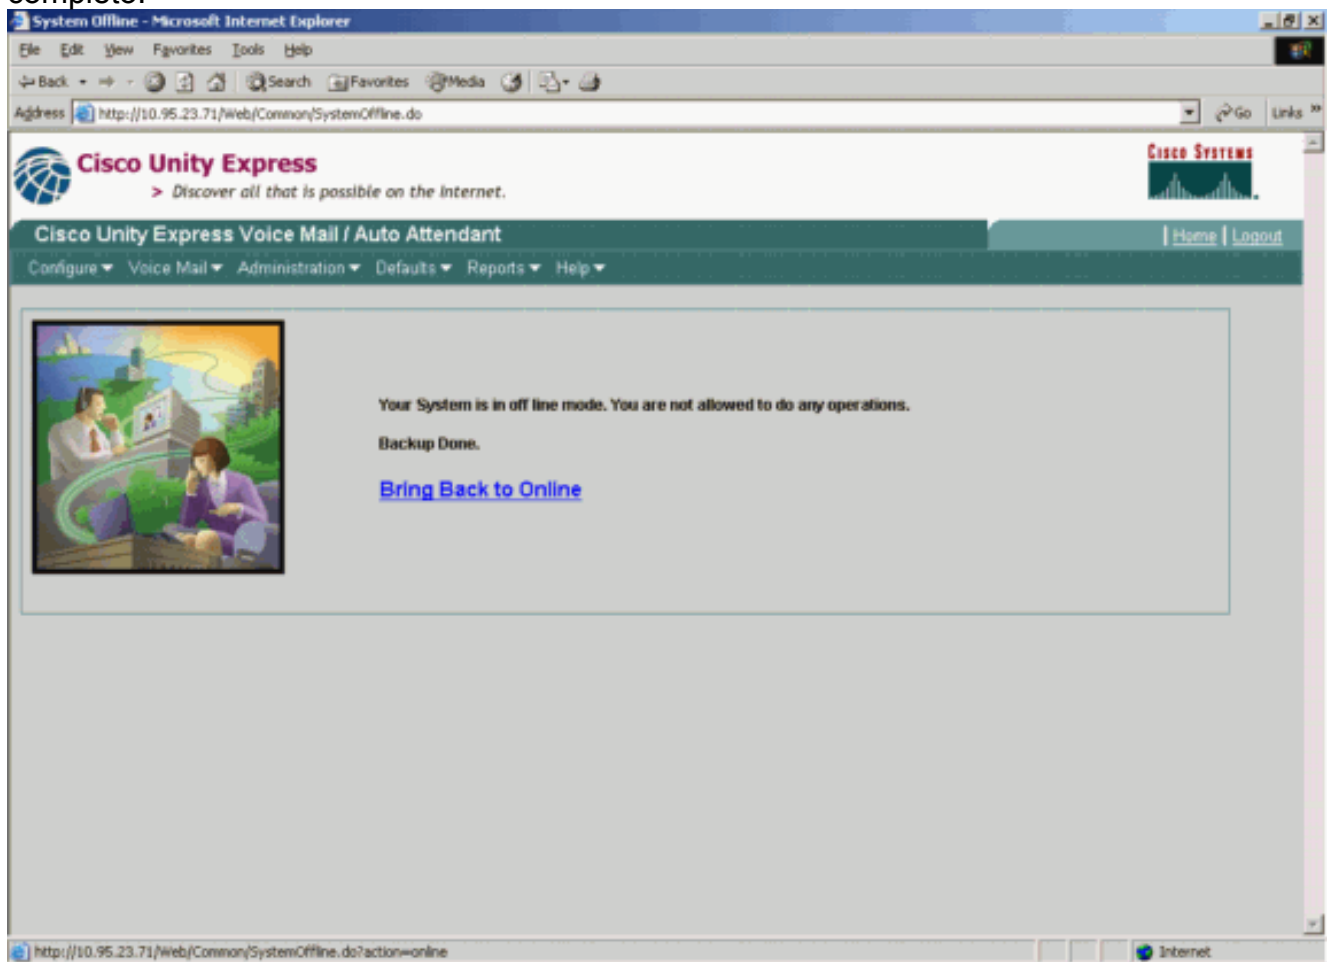 complete.
System Offline - Microsoft Internet Explorer
File Edit View Favorites Tools Help
Back Search Favorites Media
Address http://10.95.23.71/Web/Common/SystemOffline.do Go Links »
Cisco Unity Express
> Discover all that is possible on the Internet.
CISCO SYSTEMS
Cisco Unity Express Voice Mail / Auto Attendant
| Home | Logout
Configure Voice Mail Administration Defaults Reports Help
Your System is in off line mode. You are not allowed to do any operations.
Backup Done.
Bring Back to Online
http://10.95.23.71/Web/Common/SystemOffline.do?action=online Internet